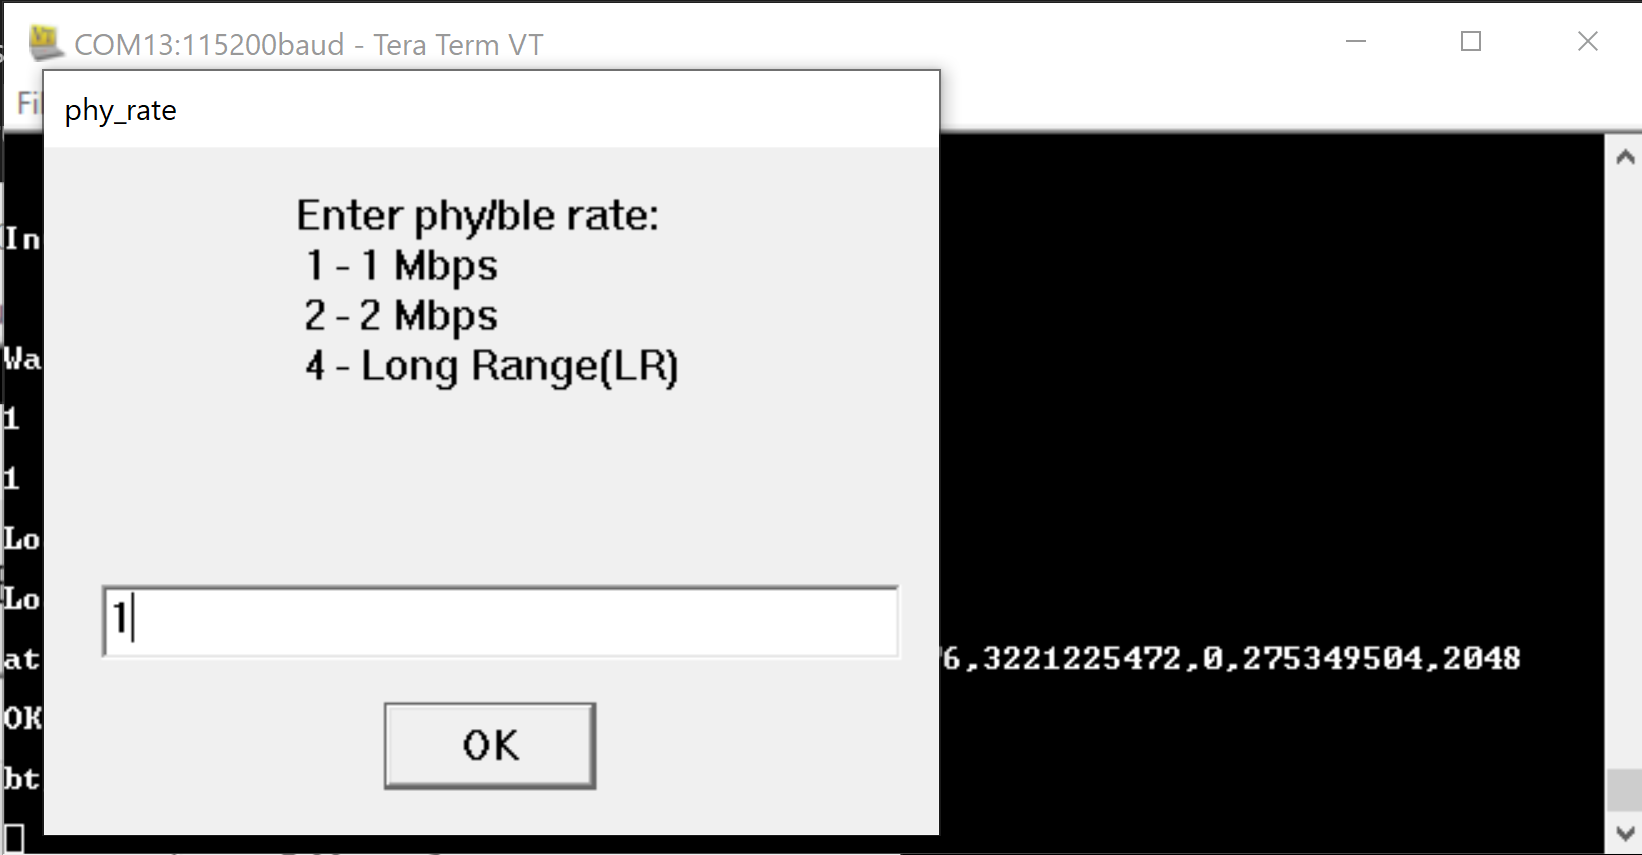 COM13:115200baud - Tera Term VT
Fil
phy_rate
Enter phy/ble rate:
1 - 1 Mbps
2 - 2 Mbps
4 - Long Range(LR)
1
OK
In
Wa
1
1
Lo
Lo
at
6,3221225472,0,275349504,2048
OK
bt